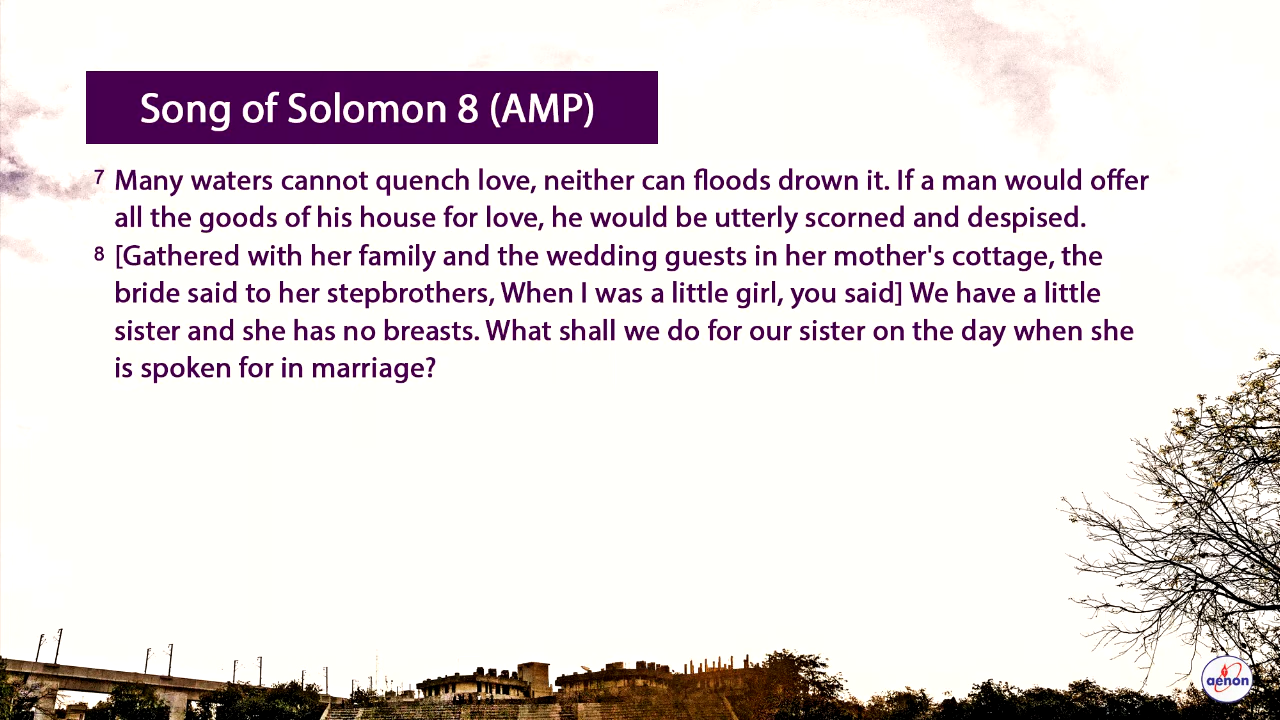 Song of Solomon 8 (AMP)
7 Many waters cannot quench love, neither can floods drown it. If a man would offer
all the goods of his house for love, he would be utterly scorned and despised.
8 [Gathered with her family and the wedding guests in her mother's cottage, the
bride said to her stepbrothers, When I was a little girl, you said] We have a little
sister and she has no breasts. What shall we do for our sister on the day when she
is spoken for in marriage?
aenon